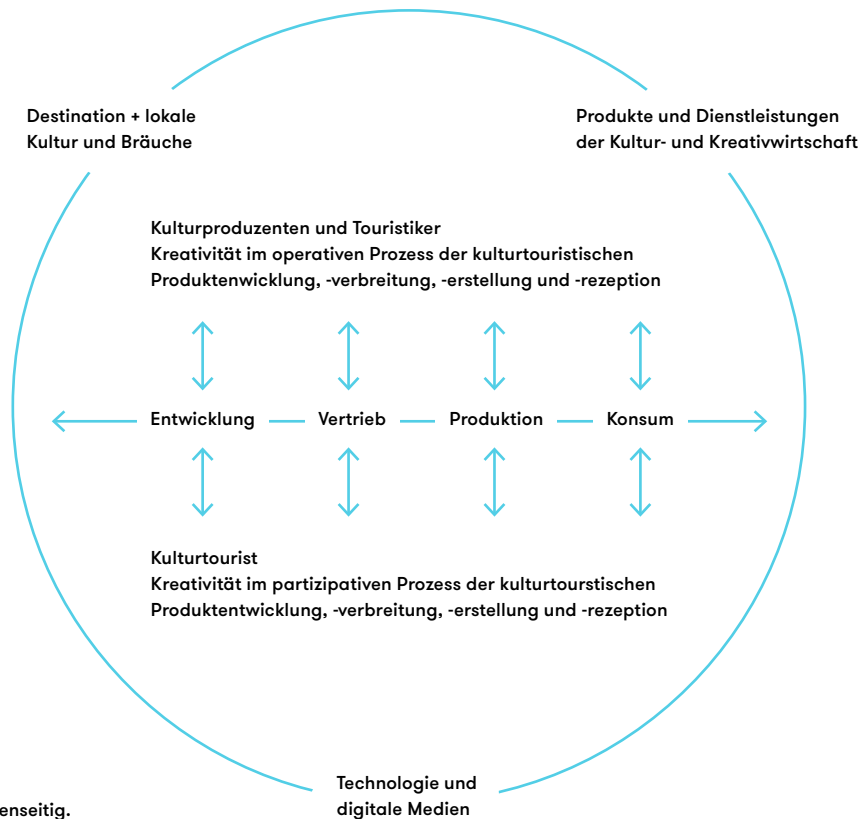 Destination + lokale
Kultur und Bräuche
Produkte und Dienstleistungen
der Kultur- und Kreativwirtschaft
Kulturproduzenten und Touristiker
Kreativität im operativen Prozess der kulturtouristischen
Produktenwicklung, -verbreitung, -erstellung und -rezeption
Entwicklung
Vertrieb
Produktion
Konsum
Kulturtourist
Kreativität im partizipativen Prozess der kulturtourstischen
Produktentwicklung, -verbreitung, -erstellung und -rezeption
Technologie und
digitale Medien
enseitig.